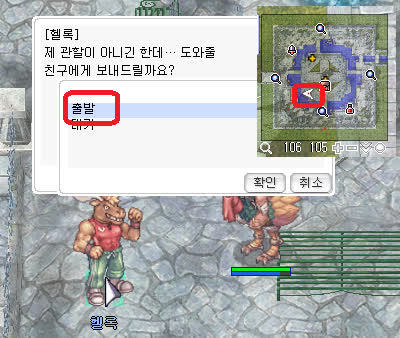 [헬록]
제 관할이 아니긴 한데… 도와줄
친구에게 보내드릴까요?
출발
대기
확인 취소
106 105
헬록